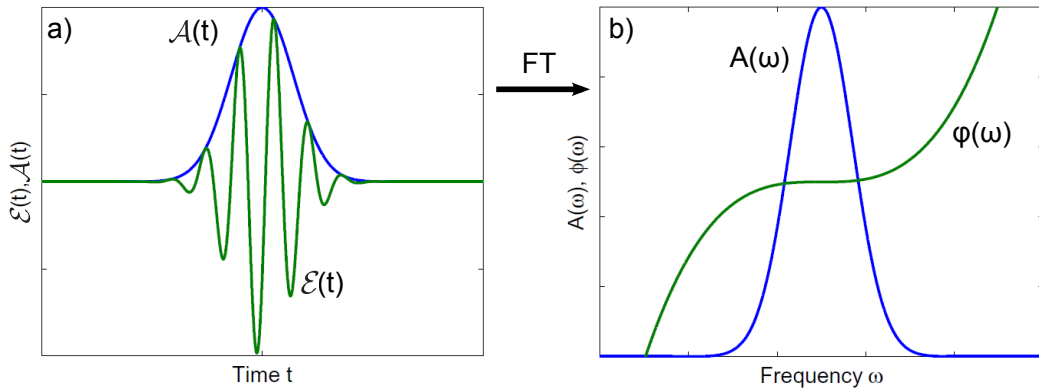 a)
𝒜(t)
ℰ(t)
ℰ(t),𝒜(t)
Time t
FT
b)
A(ω)
φ(ω)
A(ω), ϕ(ω)
Frequency ω